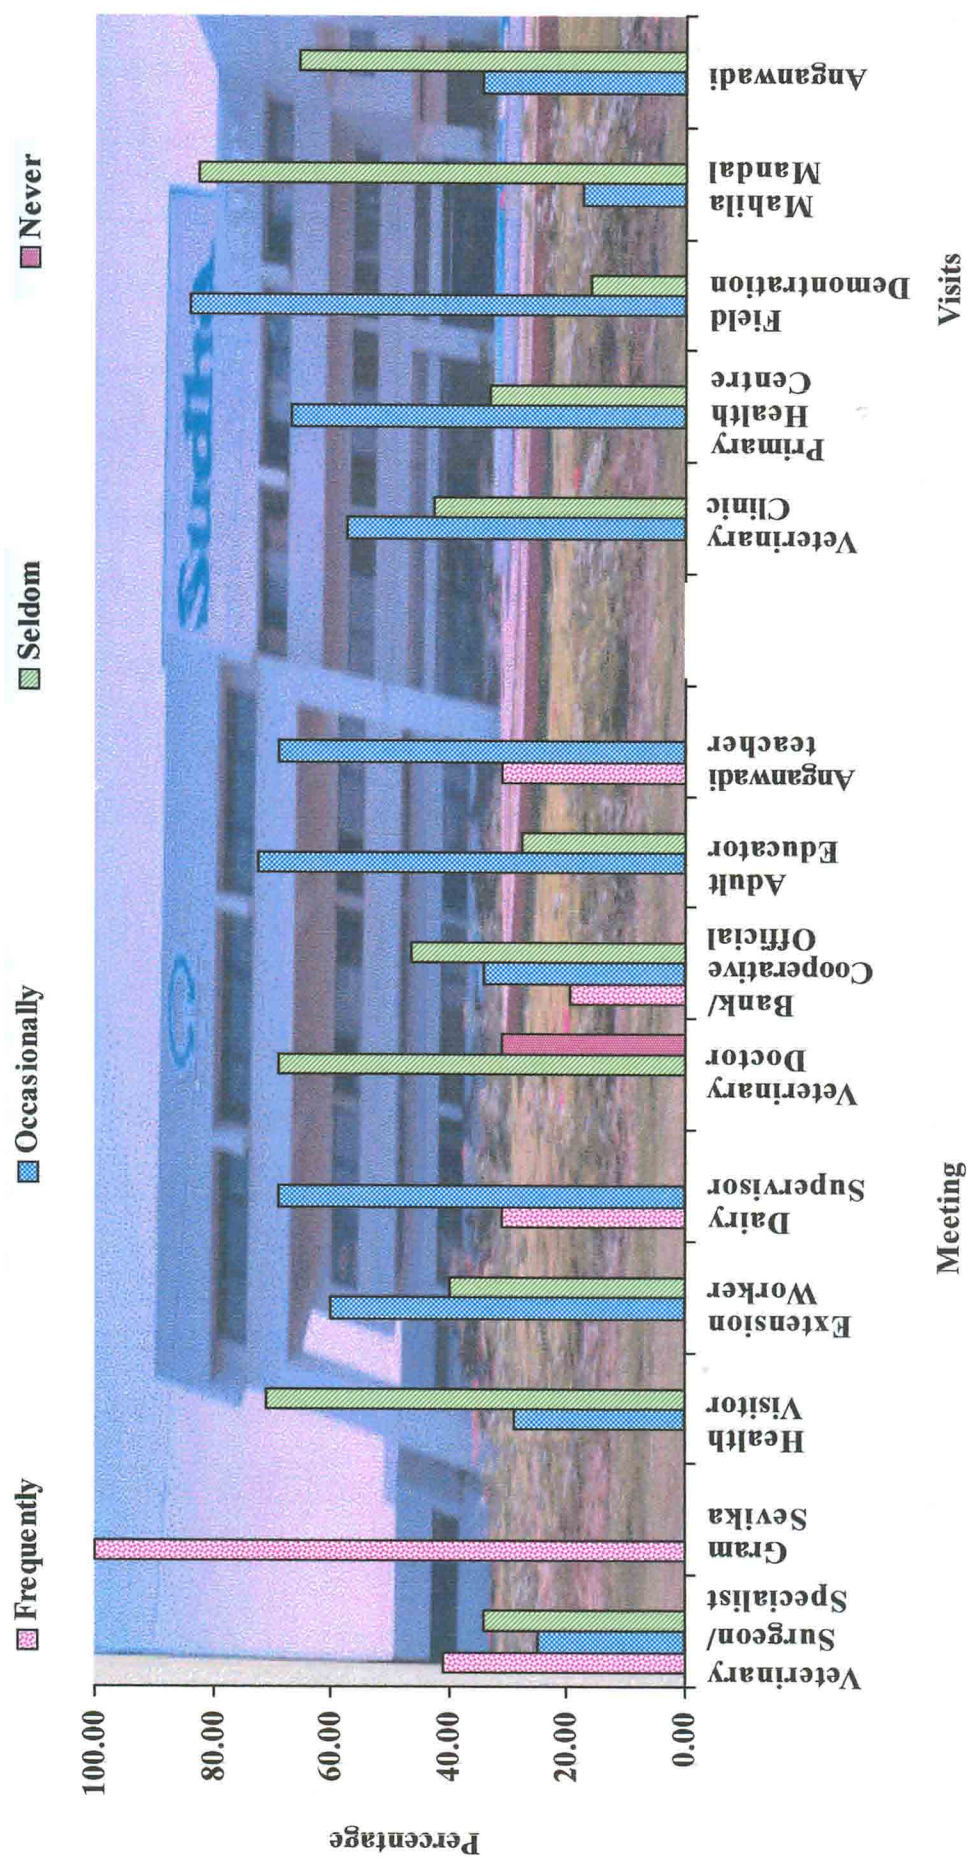 Frequently
Occasionally
Seldom
Never
Percentage
100.00
80.00
60.00
40.00
20.00
0.00
Veterinary
Surgeon/
Specialist
Gram
Sevika
Health
Visitor
Extension
Worker
Dairy
Supervisor
Veterinary
Doctor
Bank/
Cooperative
Official
Adult
Educator
Anganwadi
teacher
Veterinary
Clinic
Primary
Health
Centre
Field
Demontration
Mahila
Mandal
Anganwadi
Meeting
Visits
C